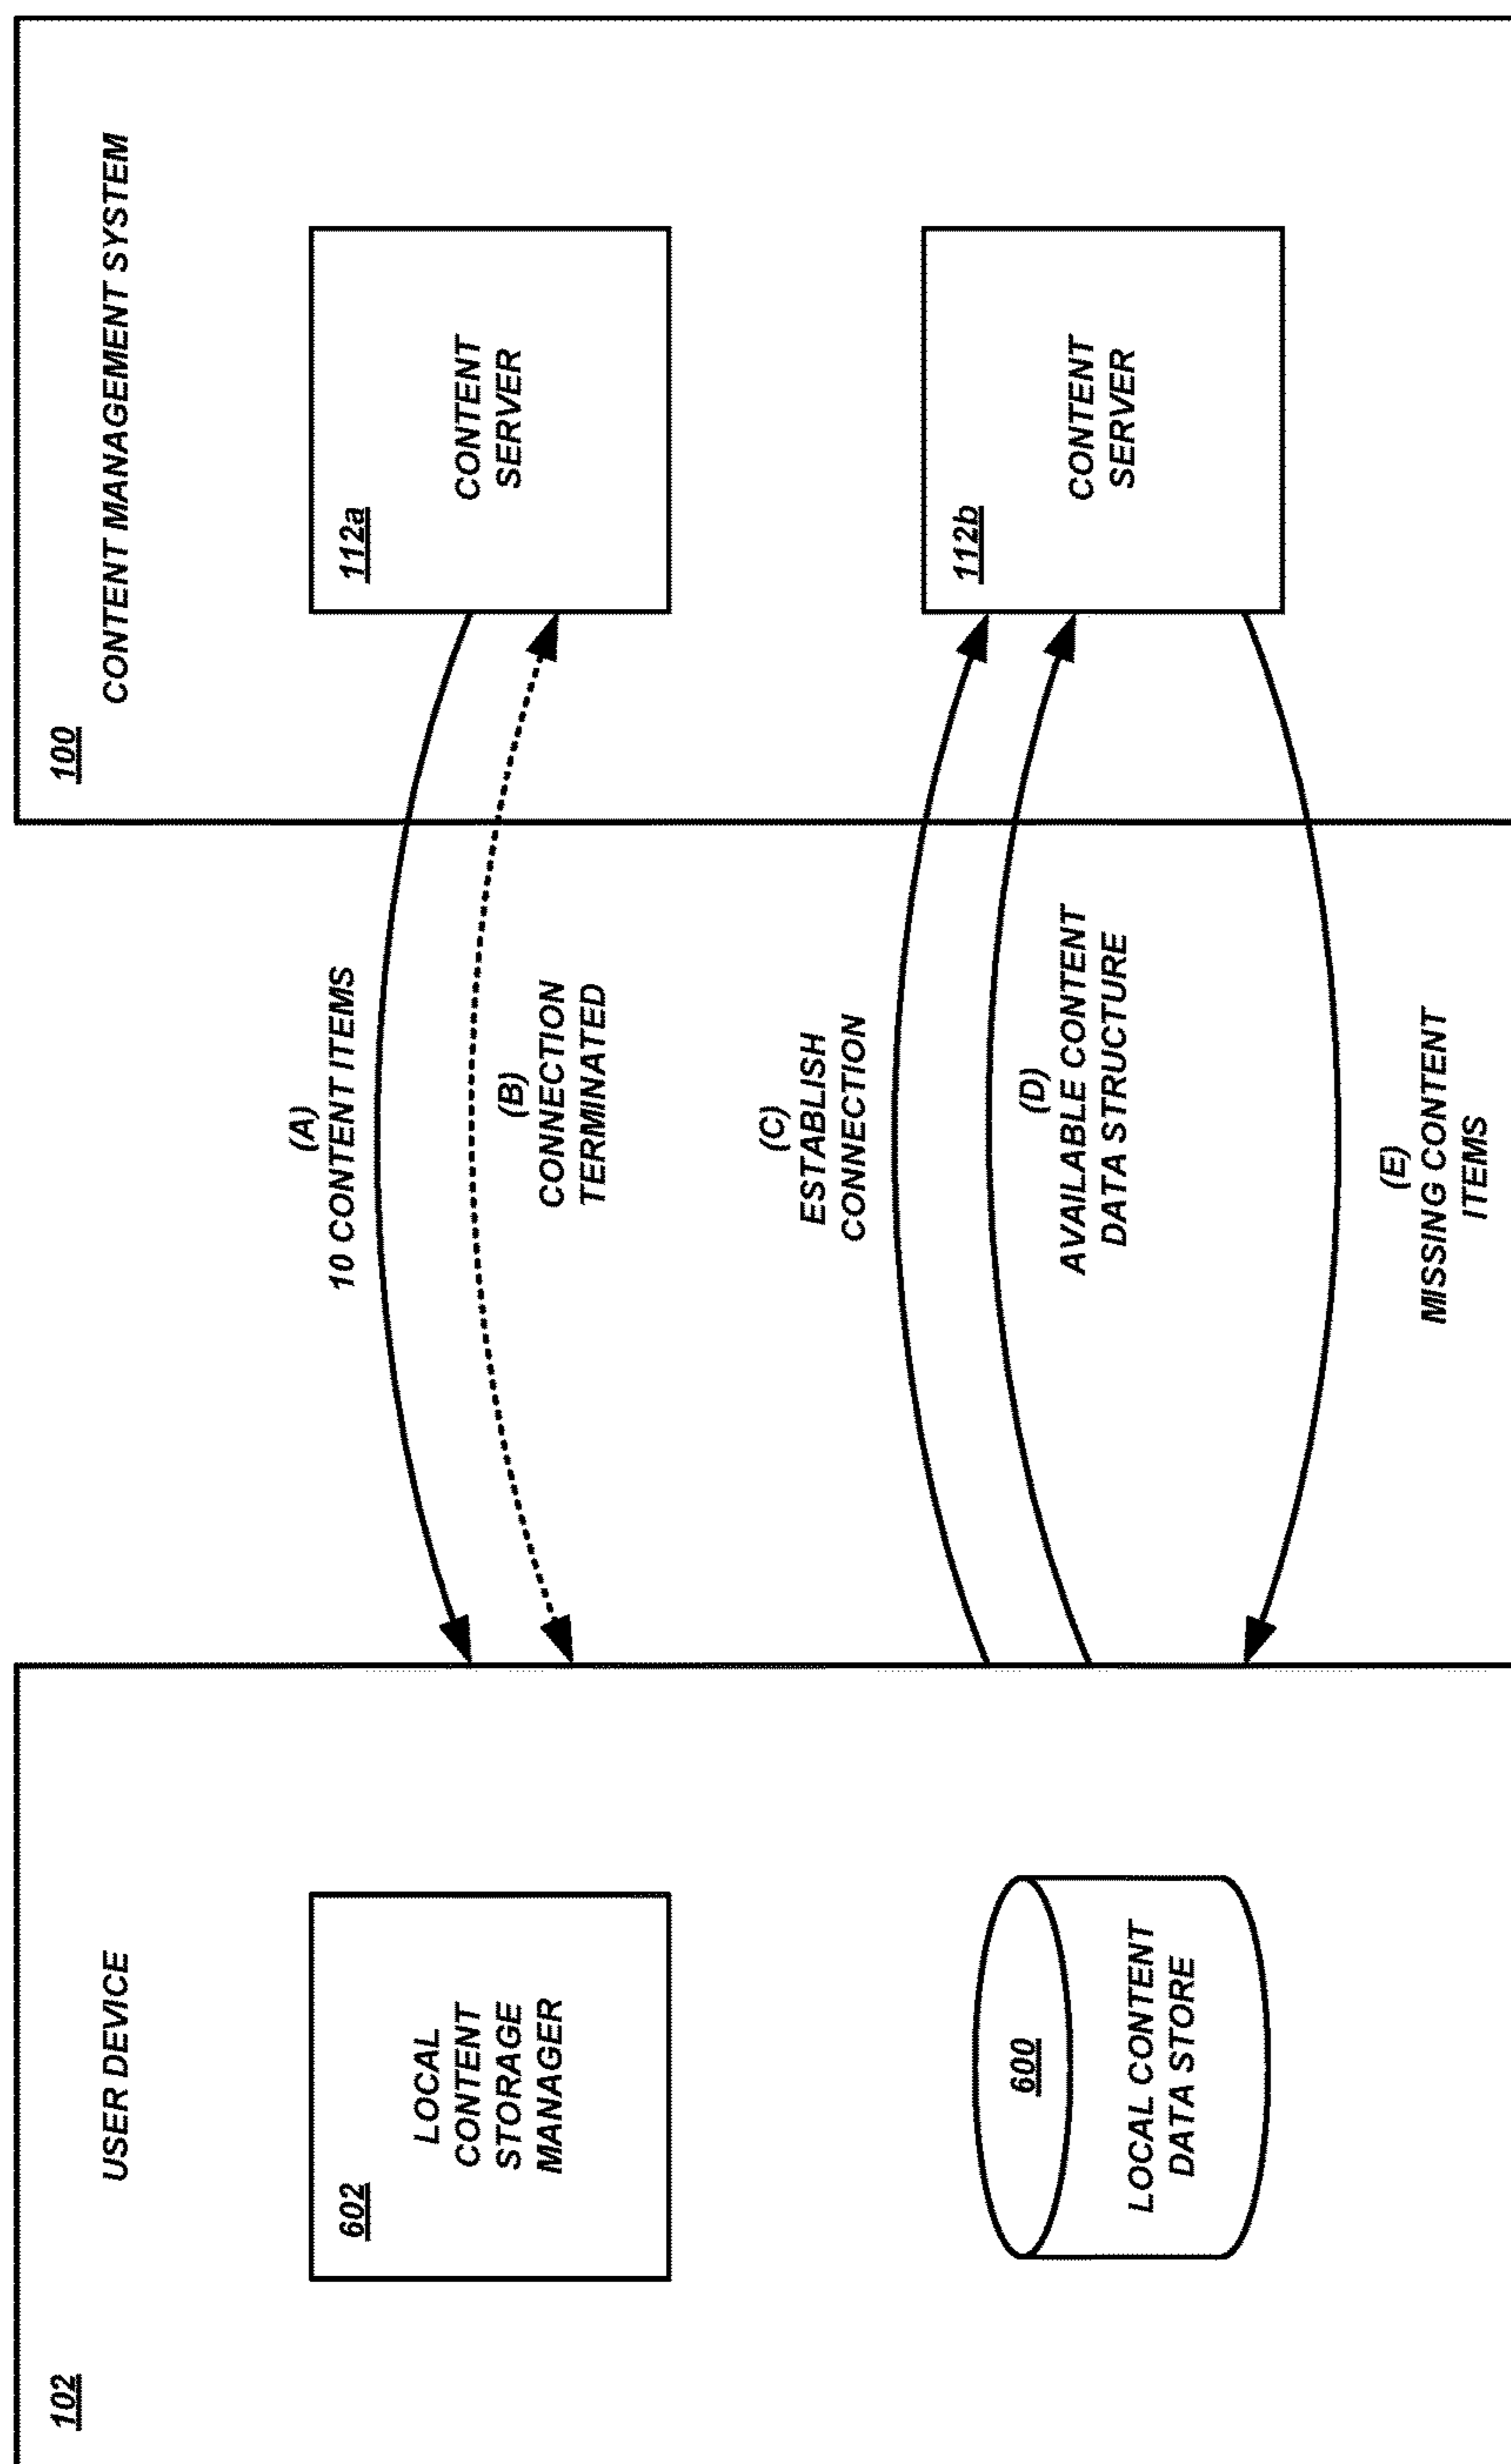 102
USER DEVICE
602
LOCAL
CONTENT
STORAGE
MANAGER
600
LOCAL CONTENT
DATA STORE
(A)
10 CONTENT ITEMS
(B)
CONNECTION
TERMINATED
(C)
ESTABLISH
CONNECTION
(D)
AVAILABLE CONTENT
DATA STRUCTURE
(E)
MISSING CONTENT
ITEMS
100
CONTENT MANAGEMENT SYSTEM
112a
CONTENT
SERVER
112b
CONTENT
SERVER